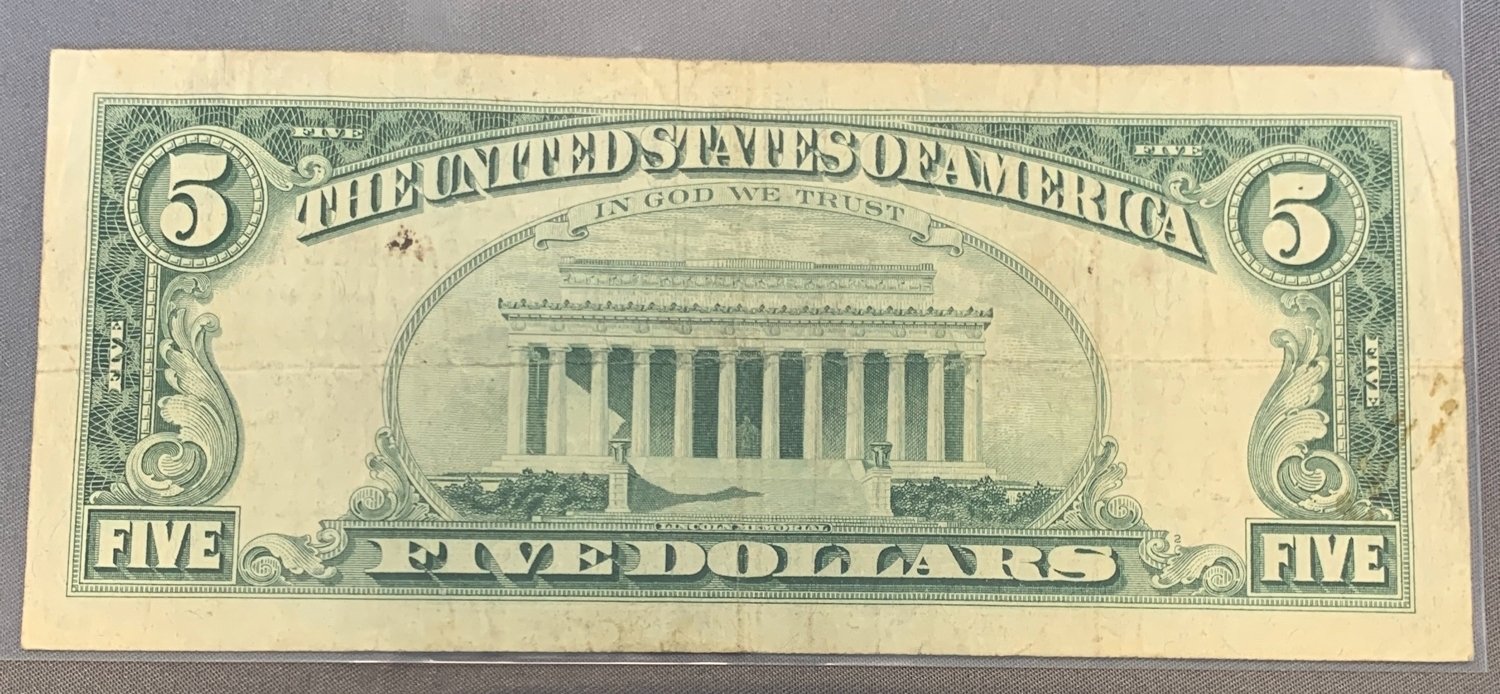 FIVE FIVE
5 THE UNITED STATES OF AMERICA 5
IN GOD WE TRUST
FIVE FIVE
LINCOLN MEMORIAL
2
FIVE FIVE DOLLARS FIVE